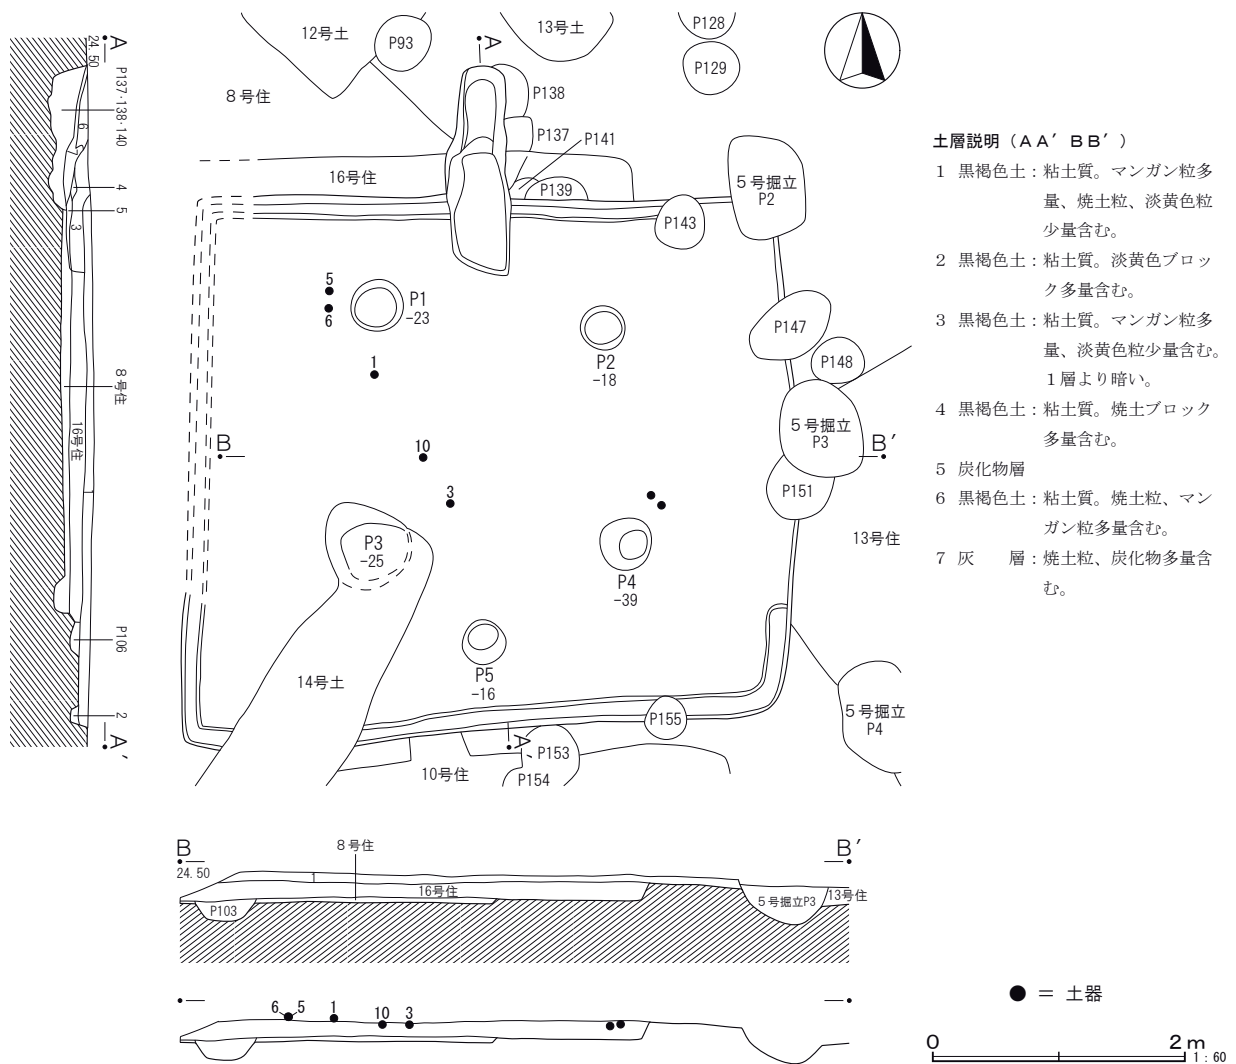 12号土
P93
13号土
P128
P129
A
24.50
P137・138・140
6
7
4
5
3
8号住
16号住
P106
2
A′
A
8号住
P138
P137
P141
16号住
P139
5号掘立
P2
P143
5
6
P1
-23
P2
-18
P147
P148
1
5号掘立
P3
B
B′
10
3
P151
P3
-25
P4
-39
13号住
P5
-16
14号土
P155
5号掘立
P4
A′
P153
10号住
P154
土層説明（AA′BB′）
1 黒褐色土：粘土質。マンガン粒多
量、焼土粒、淡黄色粒
少量含む。
2 黒褐色土：粘土質。淡黄色ブロッ
ク多量含む。
3 黒褐色土：粘土質。マンガン粒多
量、淡黄色粒少量含む。
1層より暗い。
4 黒褐色土：粘土質。焼土ブロック
多量含む。
5 炭化物層
6 黒褐色土：粘土質。焼土粒、マン
ガン粒多量含む。
7 灰　層：焼土粒、炭化物多量含
む。
B
24.50
8号住
B′
1
16号住
P103
5号掘立P3
13号住
6 5 1 10 3
● ＝ 土器
0 2m
1：60